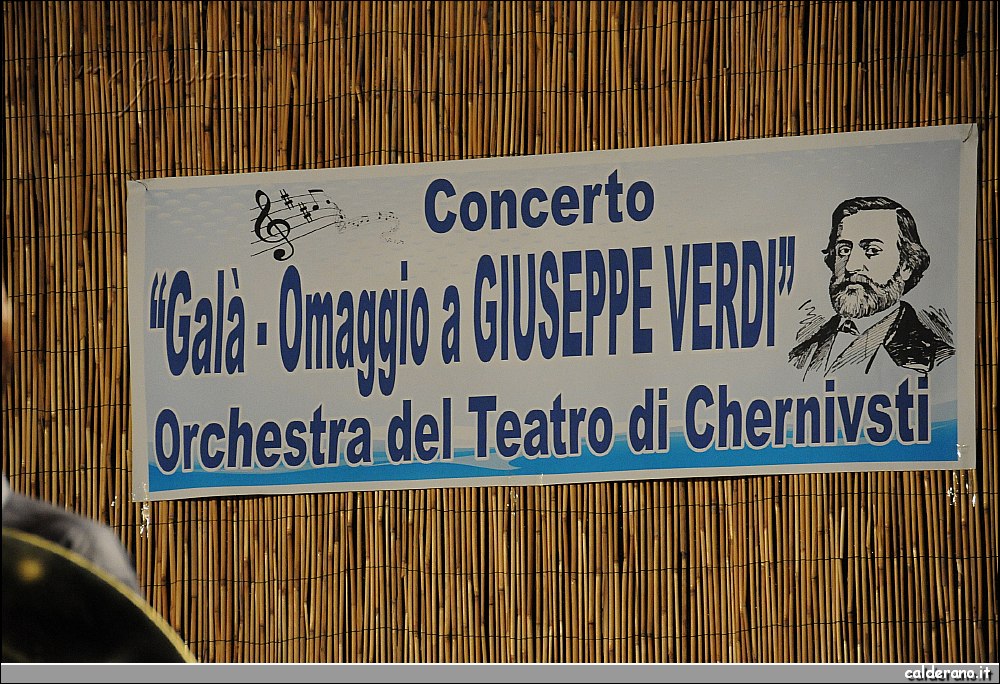 Concerto
“Galà - Omaggio a GIUSEPPE VERDI”
Orchestra del Teatro di Chernivsti
calderano.it